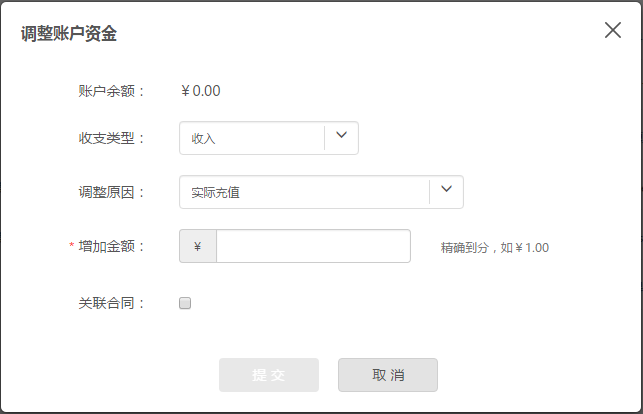 调整账户资金
账户余额： ￥0.00
收支类型： 收入
调整原因： 实际充值
* 增加金额： ￥ 精确到分，如￥1.00
关联合同：
提 交 取 消